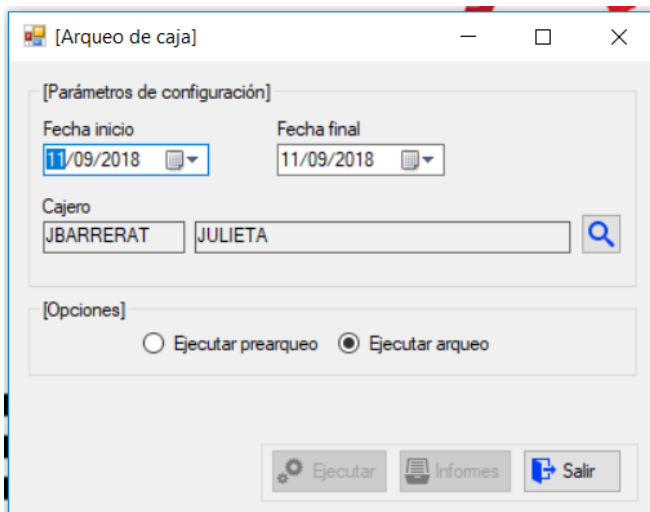 [Arqueo de caja]
[Parámetros de configuración]
Fecha inicio Fecha final
11/09/2018 11/09/2018
Cajero
JBARRERAT JULIETA
[Opciones]
Ejecutar prearqueo Ejecutar arqueo
Ejecutar Informes Salir